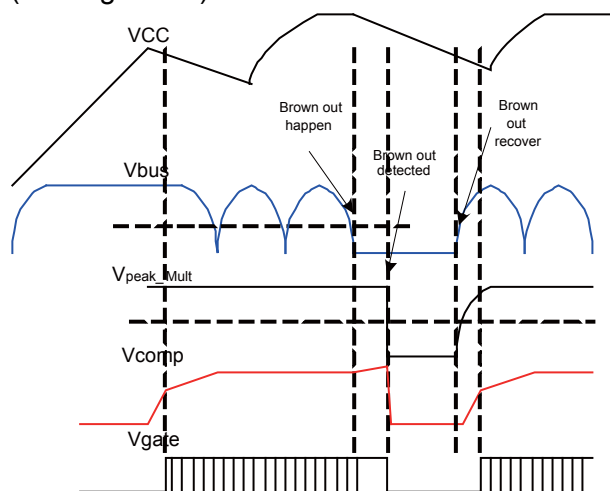 VCC
Brown out
happen
Brown
out
recover
Brown out
detected
Vbus
Vpeak_Mult
Vcomp
Vgate